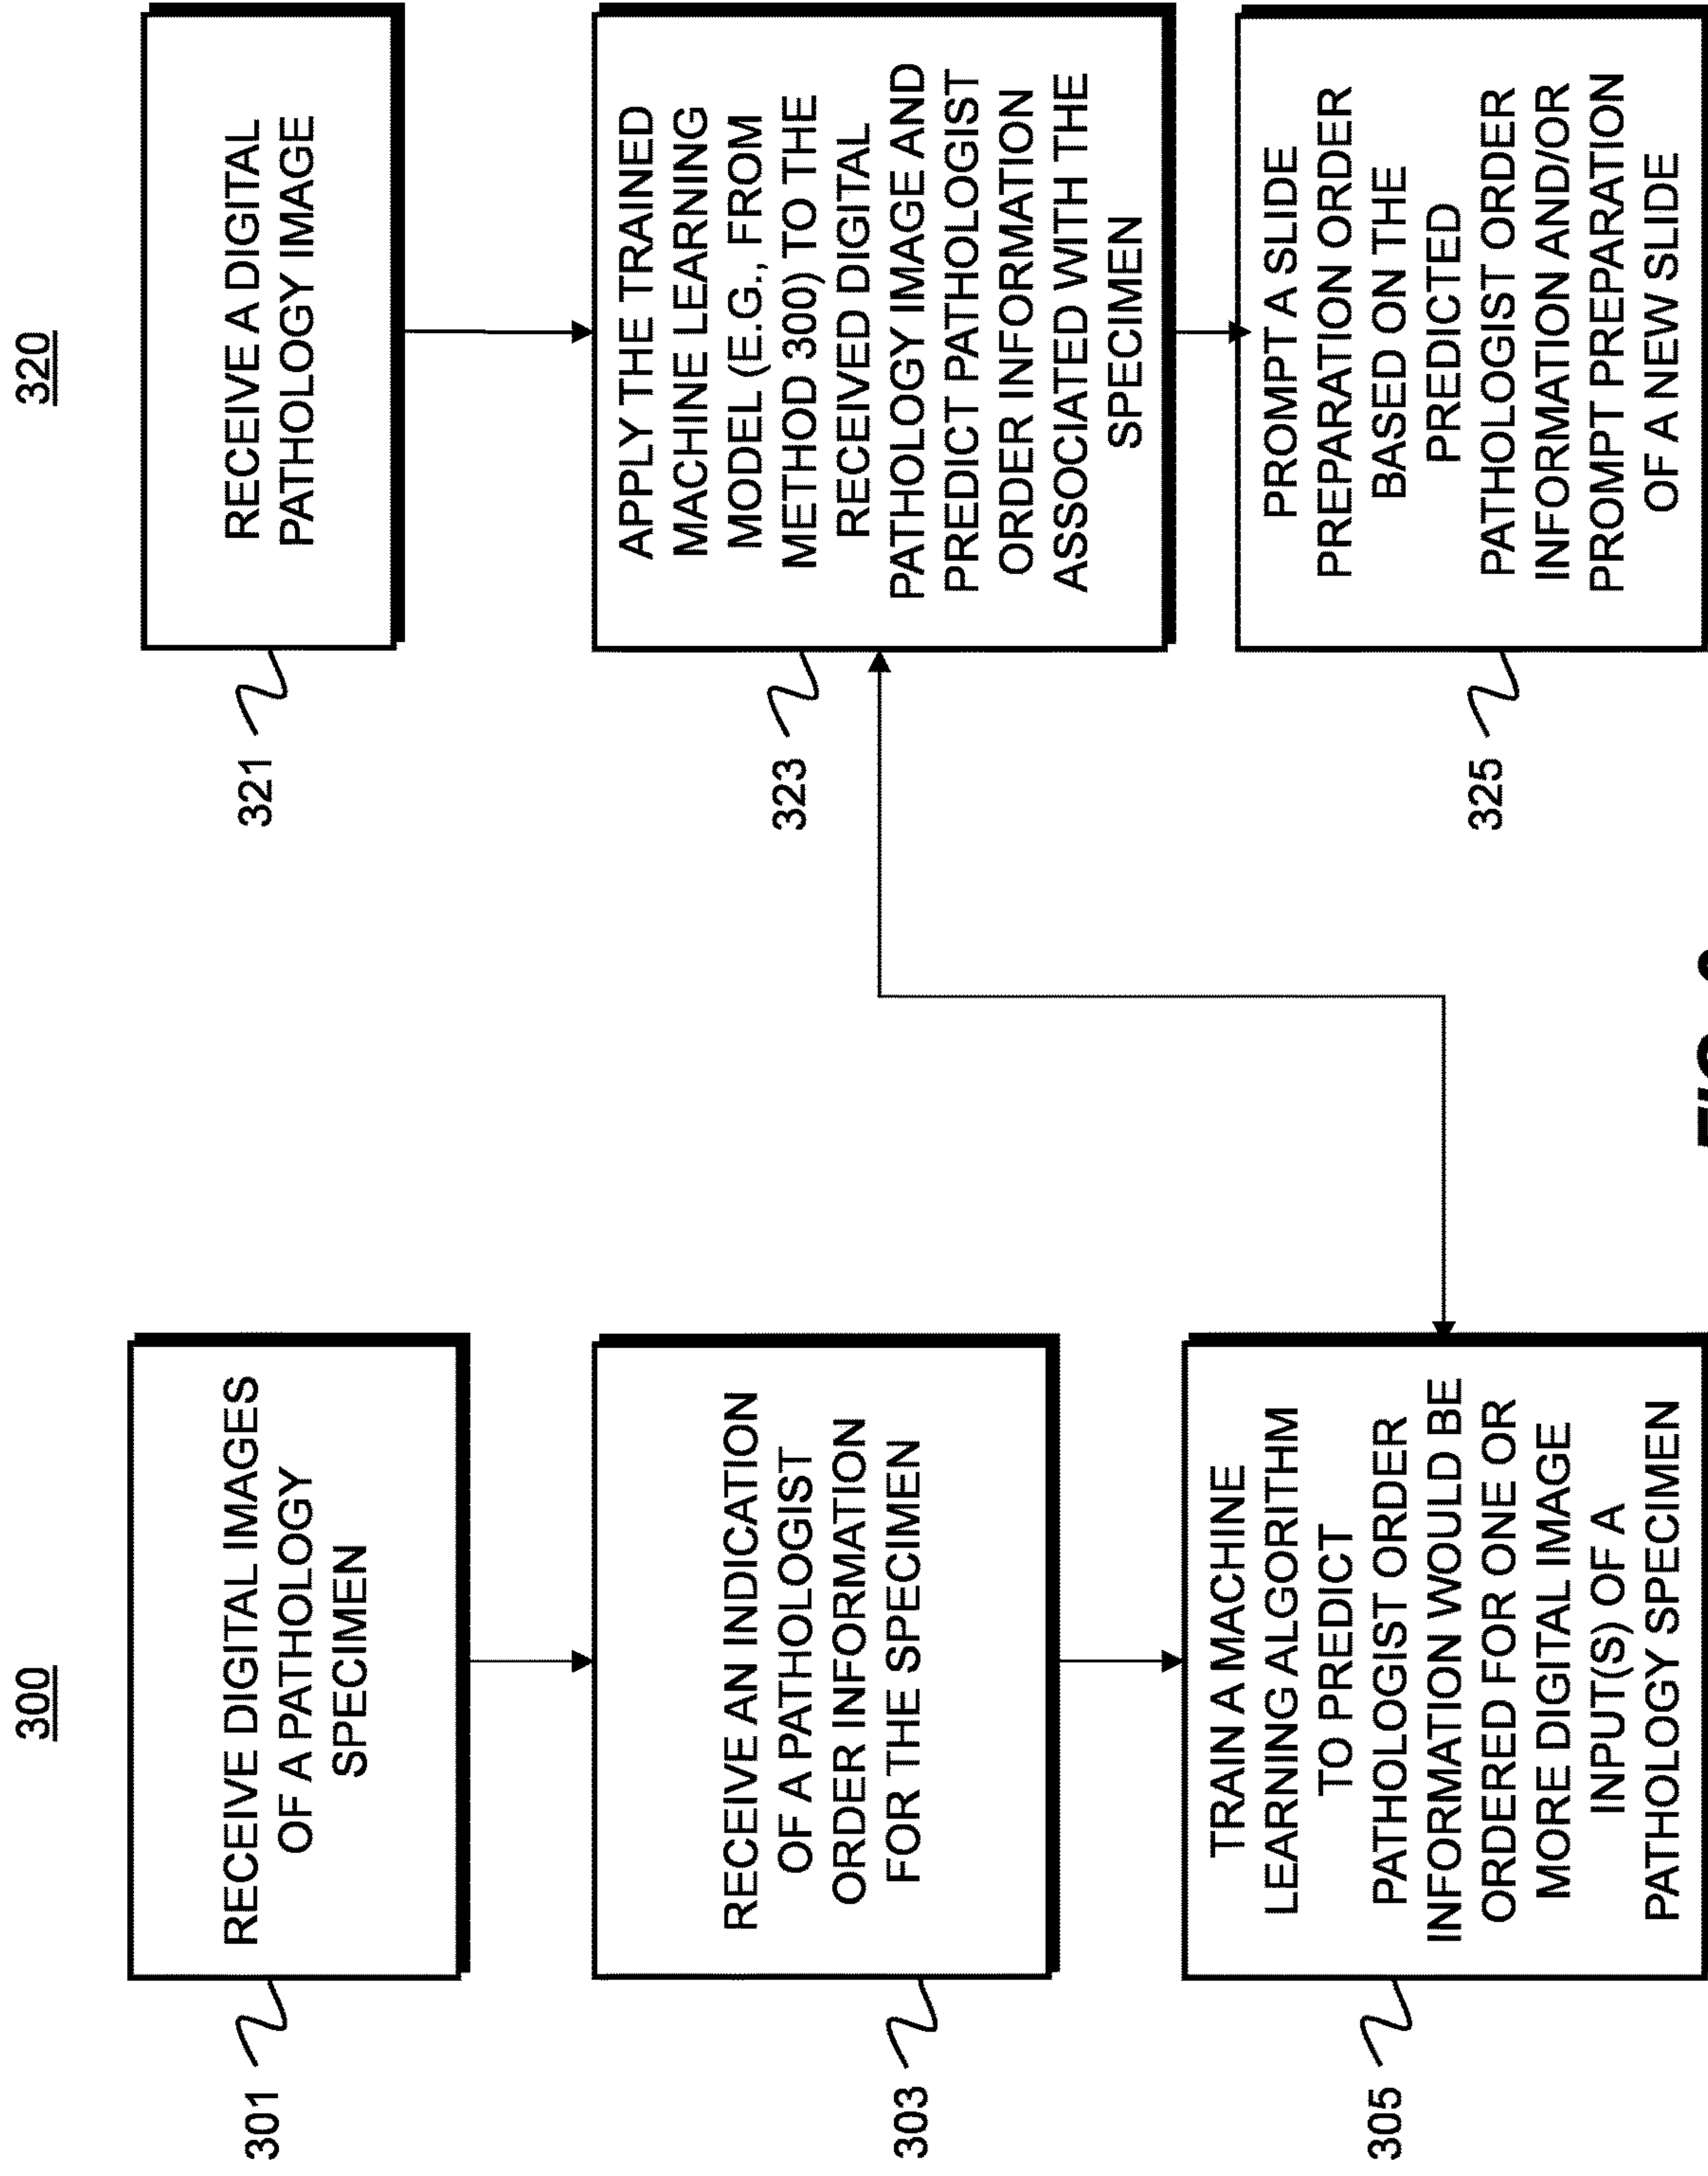 300
301
RECEIVE DIGITAL IMAGES
OF A PATHOLOGY
SPECIMEN
303
RECEIVE AN INDICATION
OF A PATHOLOGIST
ORDER INFORMATION
FOR THE SPECIMEN
305
TRAIN A MACHINE
LEARNING ALGORITHM
TO PREDICT
PATHOLOGIST ORDER
INFORMATION WOULD BE
ORDERED FOR ONE OR
MORE DIGITAL IMAGE
INPUT(S) OF A
PATHOLOGY SPECIMEN
320
321
RECEIVE A DIGITAL
PATHOLOGY IMAGE
323
APPLY THE TRAINED
MACHINE LEARNING
MODEL (E.G., FROM
METHOD 300) TO THE
RECEIVED DIGITAL
PATHOLOGY IMAGE AND
PREDICT PATHOLOGIST
ORDER INFORMATION
ASSOCIATED WITH THE
SPECIMEN
325
PROMPT A SLIDE
PREPARATION ORDER
BASED ON THE
PREDICTED
PATHOLOGIST ORDER
INFORMATION AND/OR
PROMPT PREPARATION
OF A NEW SLIDE